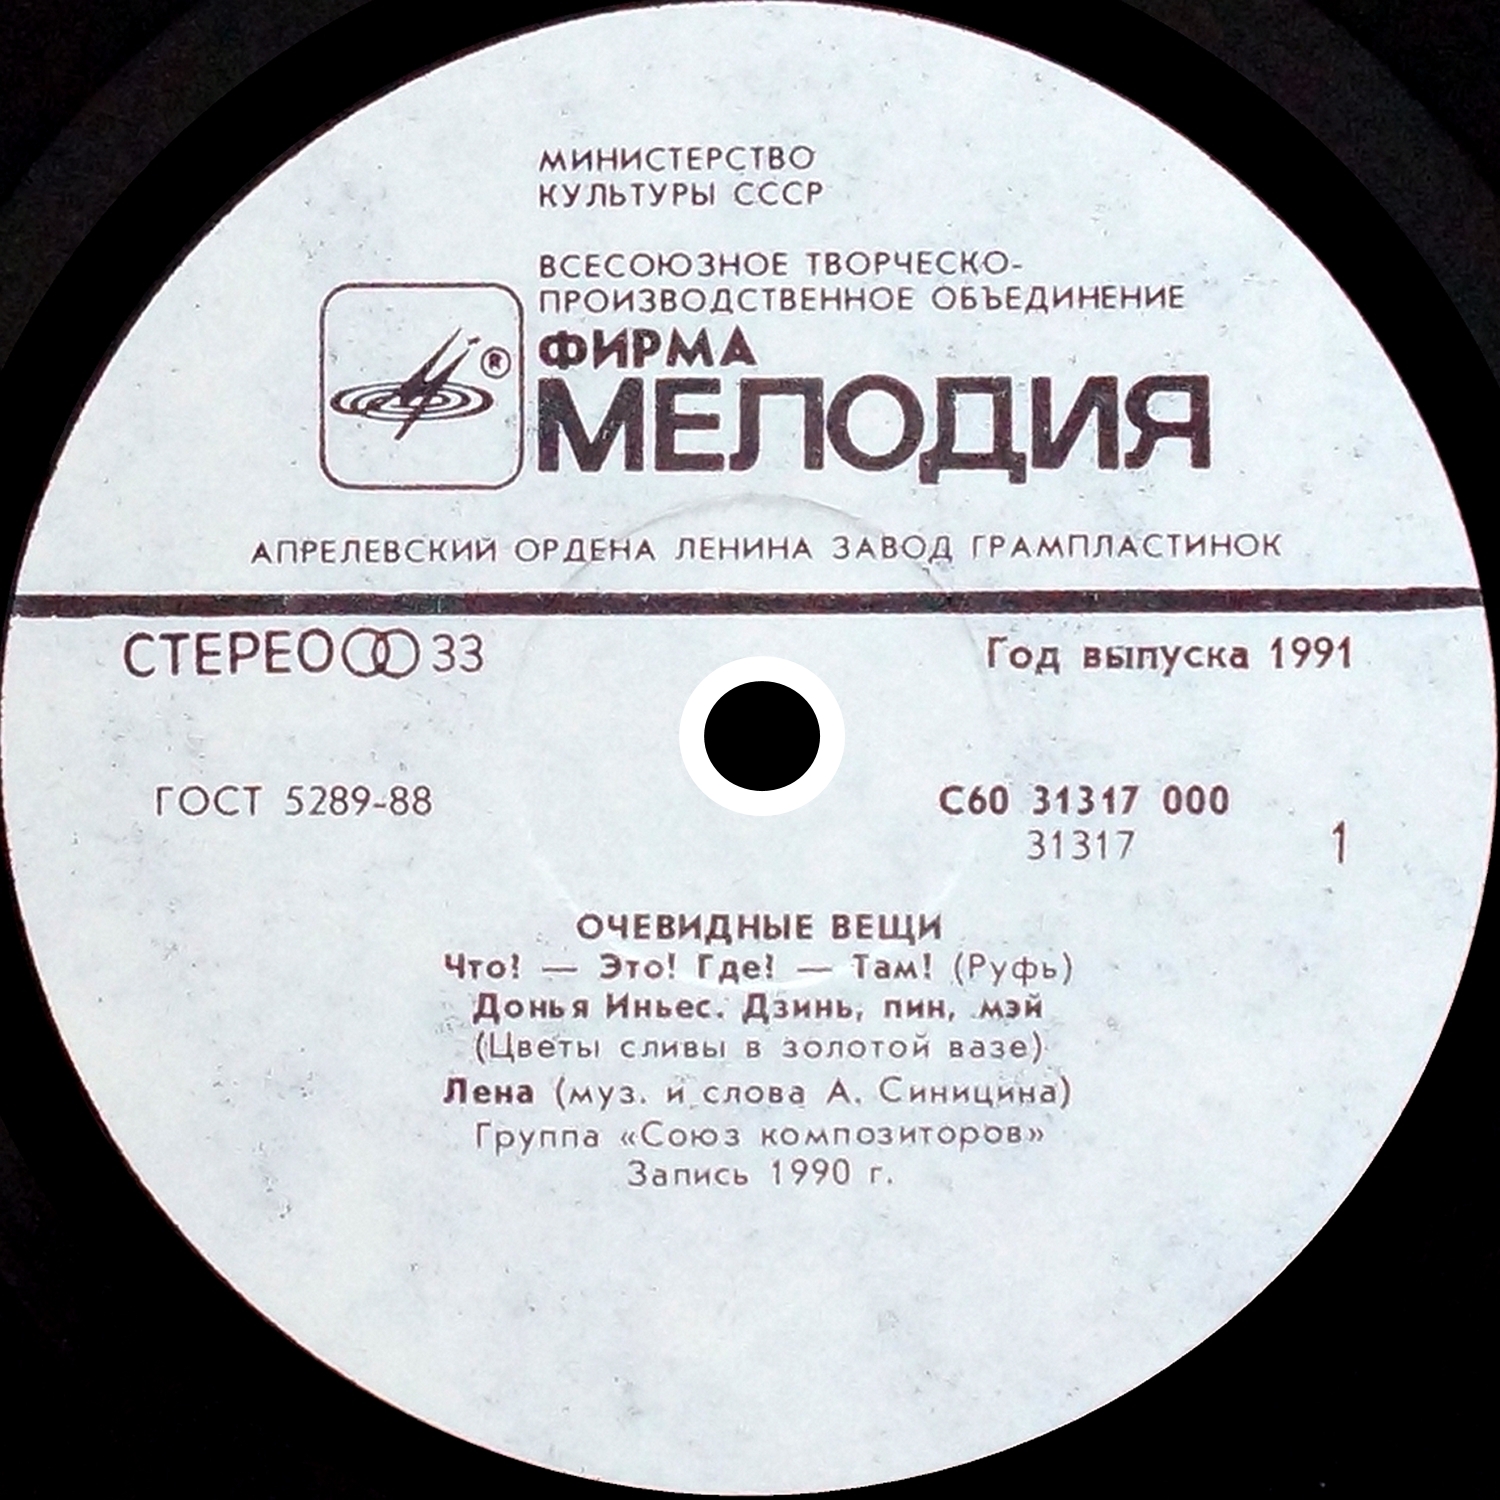 МИНИСТЕРСТВО
КУЛЬТУРЫ СССР
ВСЕСОЮЗНОЕ ТВОРЧЕСКО-
ПРОИЗВОДСТВЕННОЕ ОБЪЕДИНЕНИЕ
ФИРМА
®
МЕЛОДИЯ
АПРЕЛЕВСКИЙ ОРДЕНА ЛЕНИНА ЗАВОД ГРАМПЛАСТИНОК
СТЕРЕО 33
Год выпуска 1991
ГОСТ 5289-88
С60 31317 000
31317
1
ОЧЕВИДНЫЕ ВЕЩИ
Что? — Это! Где? — Там! (Руфь)
Донья Иньес. Дзинь, пин, мэй
(Цветы сливы в золотой вазе)
Лена (муз. и слова А. Синицина)
Группа «Союз композиторов»
Запись 1990 г.